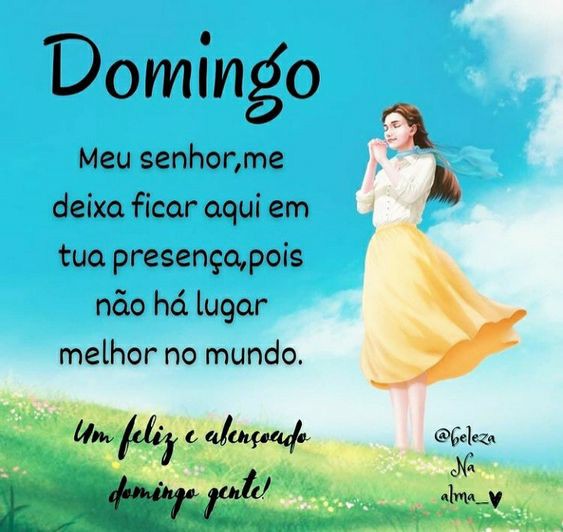 Domingo
Meu senhor,me
deixa ficar aqui em
tua presença,pois
não há lugar
melhor no mundo.
Um feliz e abençoado
domingo gente!
@beleza
Na
alma_♥